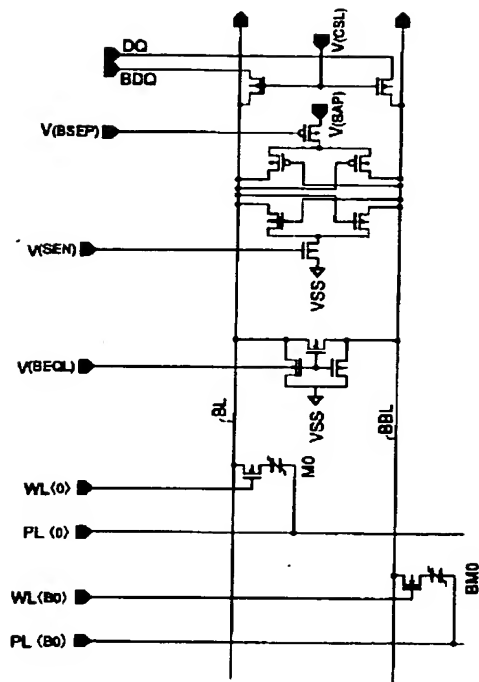 DQ
BDQ
V(CSL)
V(BSEP)
V(SAP)
V(SEN)
VSS
V(BEQL)
VSS
BL
BBL
WL(0)
M0
PL(0)
WL(B0)
BM0
PL(B0)